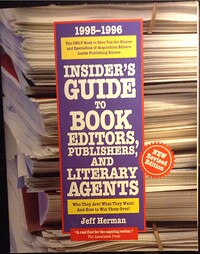 1995-1996
The ONLY Book to Give You the Names
and Specialties of Acquisition Editors
Inside Publishing Houses
INSIDER'S
GUIDE
TO
BOOK
EDITORS,
PUBLISHERS,
AND
LITERARY
AGENTS
Who They Are! What They Want!
And How to Win Them Over!
NEW
Revised
Edition
Jeff Herman
"A real find for the aspiring writer."
The Associated Press